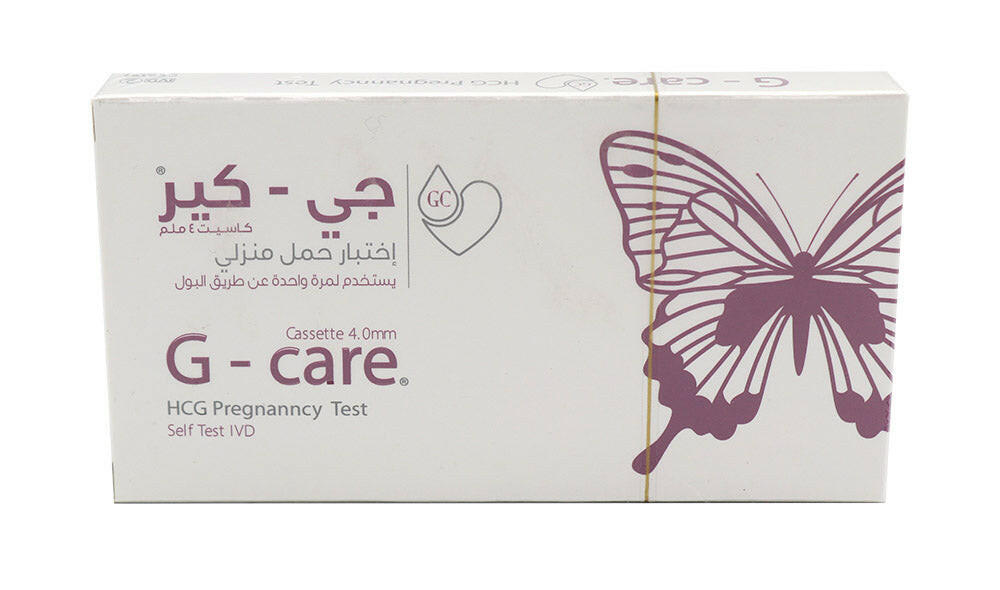 G - care.
HCG Pregnanncy Test
جي - كير®
كاسيت ٤ ملم
إختبار حمل منزلي
يستخدم لمرة واحدة عن طريق البول
GC
Cassette 4.0mm
G - care®
HCG Pregnanncy Test
Self Test IVD